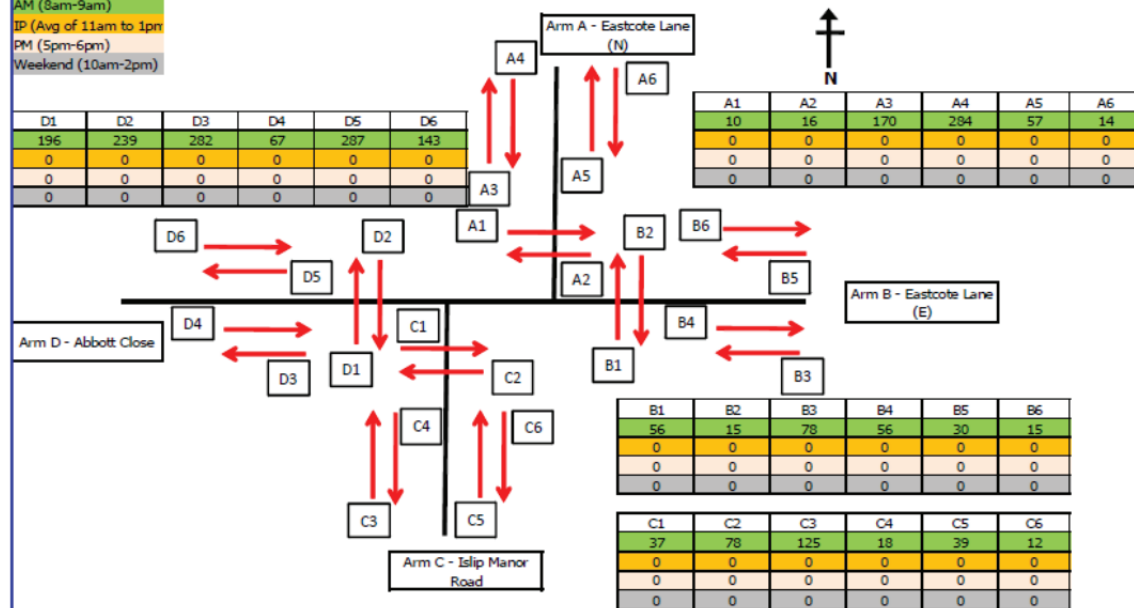 AM (8am-9am)
IP (Avg of 11am to 1pm
PM (5pm-6pm)
Weekend (10am-2pm)
Arm A - Eastcote Lane
(N)
N
A4
A6
D1 D2 D3 D4 D5 D6
196 239 282 67 287 143
0 0 0 0 0 0
0 0 0 0 0 0
0 0 0 0 0 0
A1 A2 A3 A4 A5 A6
10 16 170 284 57 14
0 0 0 0 0 0
0 0 0 0 0 0
0 0 0 0 0 0
A3
A5
A1
D6
D2
B2
B6
D5
A2
B5
Arm B - Eastcote Lane
(E)
Arm D - Abbott Close
D4
C1
B4
D3
D1
C2
B1
B3
C4
C6
B1 B2 B3 B4 B5 B6
56 15 78 56 30 15
0 0 0 0 0 0
0 0 0 0 0 0
0 0 0 0 0 0
C3
C5
Arm C - Islip Manor
Road
C1 C2 C3 C4 C5 C6
37 78 125 18 39 12
0 0 0 0 0 0
0 0 0 0 0 0
0 0 0 0 0 0